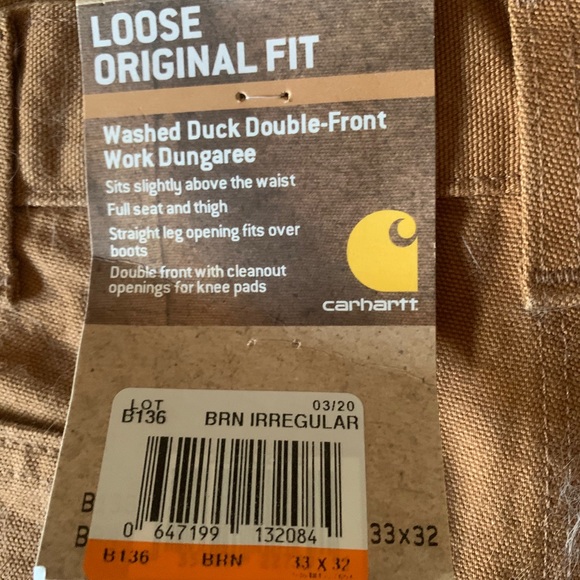 LOOSE
ORIGINAL FIT
Washed Duck Double-Front
Work Dungaree
Sits slightly above the waist
Full seat and thigh
Straight leg opening fits over
boots
Double front with cleanout
openings for knee pads
carhartt
LOT 03/20
B136 BRN IRREGULAR
B
B
0 647199 132084 33x32
B136 BRN 33 X 32